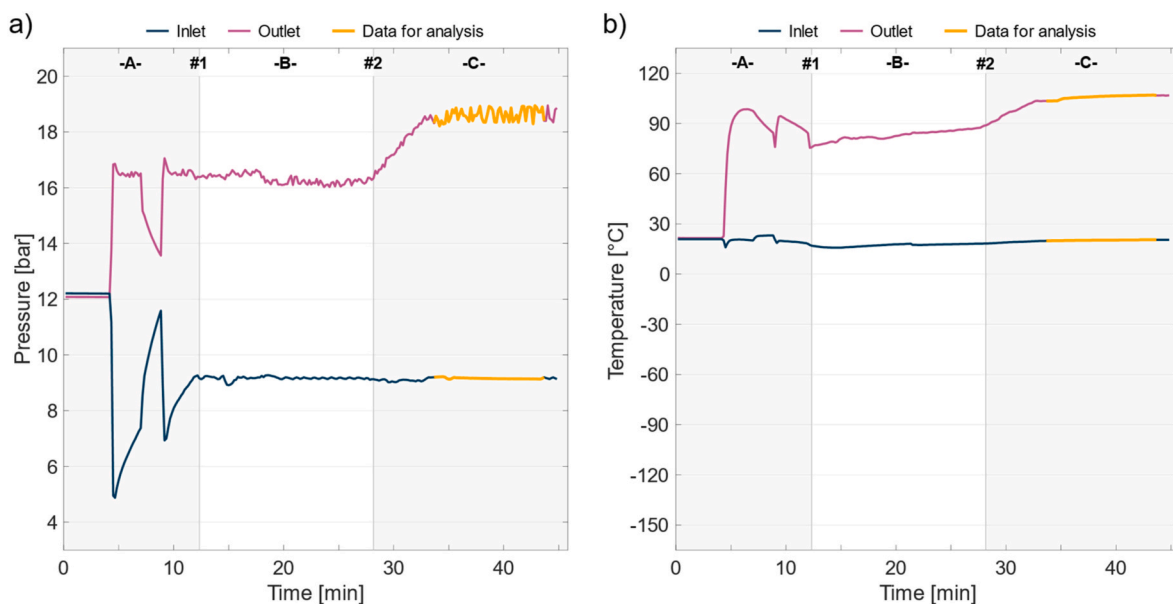 a)
Inlet Outlet Data for analysis
-A- #1 -B- #2 -C-
20
18
16
14
12
10
8
6
4
Pressure [bar]
0 10 20 30 40
Time [min]
b)
Inlet Outlet Data for analysis
-A- #1 -B- #2 -C-
120
90
60
30
0
-30
-60
-90
-120
-150
Temperature [°C]
0 10 20 30 40
Time [min]